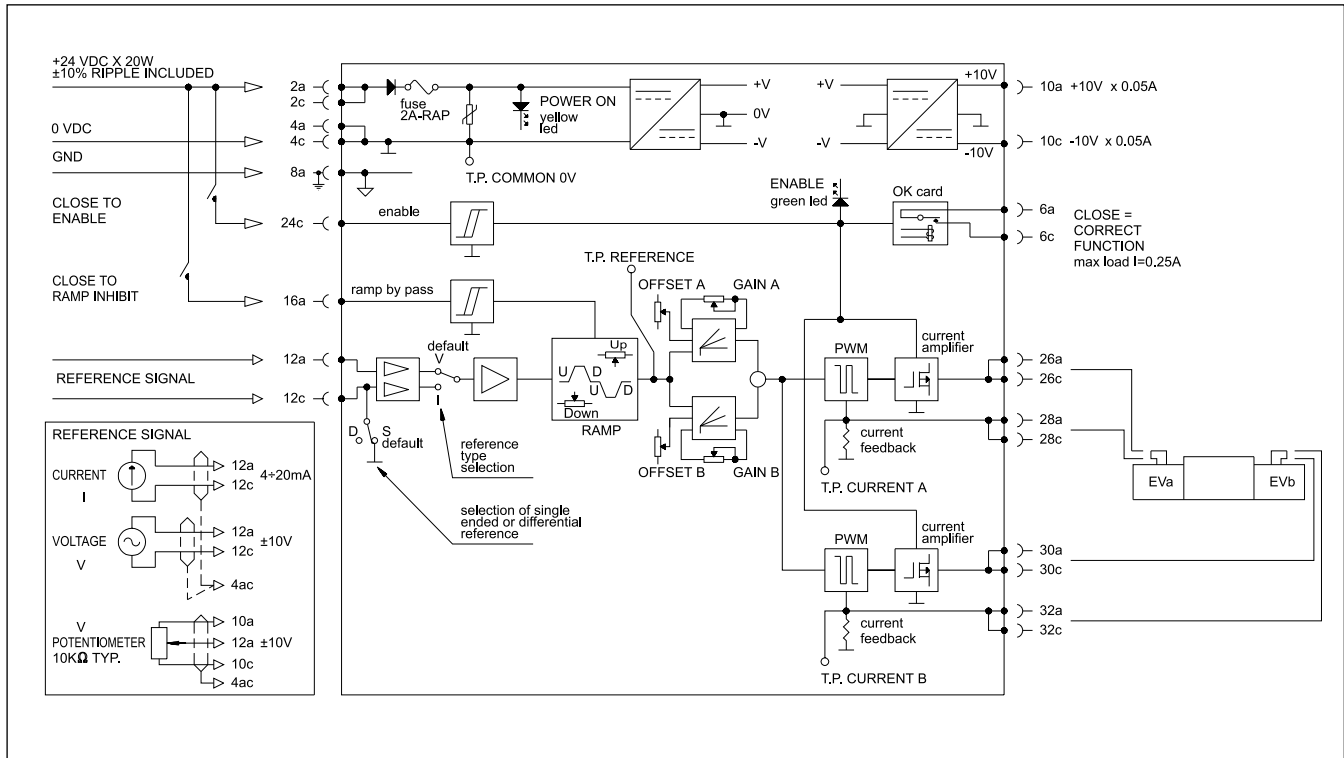 +24 VDC X 20W
±10% RIPPLE INCLUDED
0 VDC
GND
CLOSE TO
ENABLE
CLOSE TO
RAMP INHIBIT
REFERENCE SIGNAL
2a
2c
4a
4c
8a
24c
16a
12a
12c
fuse
2A-RAP
POWER ON
yellow
led
T.P. COMMON 0V
+V
0V
-V
+V
-V
+10V
-10V
10a +10V x 0.05A
10c -10V x 0.05A
enable
ENABLE
green led
OK card
6a
6c
CLOSE =
CORRECT
FUNCTION
max load I=0.25A
ramp by pass
T.P. REFERENCE
OFFSET A
GAIN A
default
V
I
D
S
default
Up
U
D
U
D
Down
RAMP
OFFSET B
GAIN B
reference
type
selection
selection of single
ended or differential
reference
PWM
current
amplifier
current
feedback
T.P. CURRENT A
26a
26c
28a
28c
EVa
EVb
PWM
current
amplifier
current
feedback
T.P. CURRENT B
30a
30c
32a
32c
REFERENCE SIGNAL
CURRENT
I
12a
12c
4÷20mA
VOLTAGE
V
12a
12c
±10V
4ac
V
POTENTIOMETER
10KΩ TYP.
10a
12a ±10V
10c
4ac